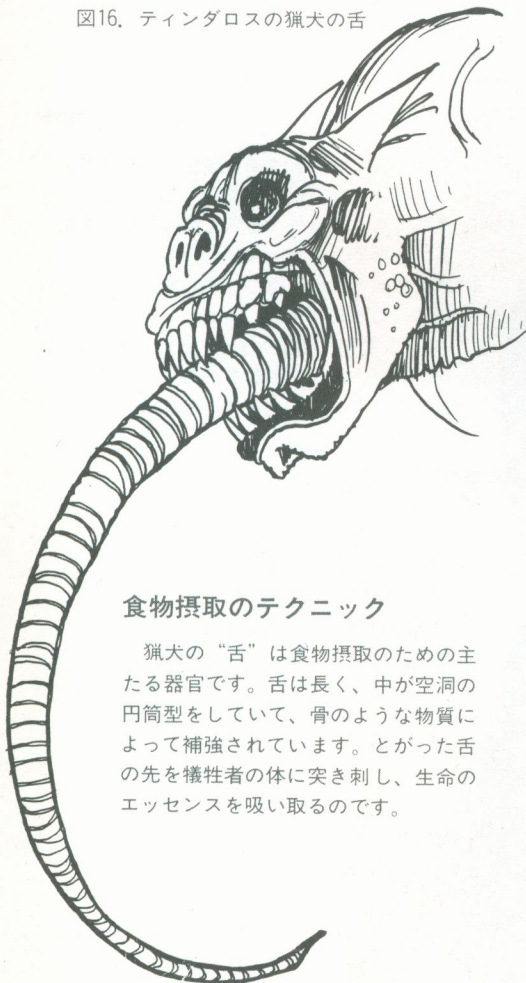 図16. ティンダロスの猟犬の舌
食物摂取のテクニック
猟犬の“舌”は食物摂取のための主
たる器官です。舌は長く、中が空洞の
円筒型をしていて、骨のような物質に
よって補強されています。とがった舌
の先を犠牲者の体に突き刺し、生命の
エッセンスを吸い取るのです。